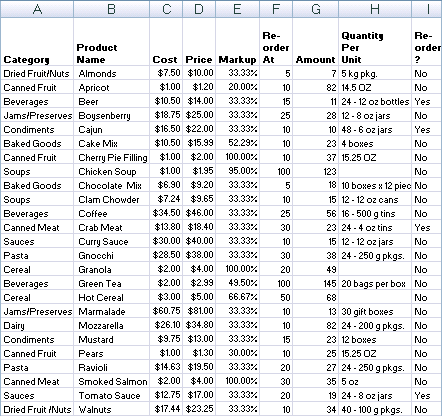 A B C D E F G H I
Category Product Name Cost Price Markup Re-order At Amount Quantity Per Unit Re-order ?
Dried Fruit/Nuts Almonds $7.50 $10.00 33.33% 5 7 5 kg pkg. No
Canned Fruit Apricot $1.00 $1.20 20.00% 10 82 14.5 OZ No
Beverages Beer $10.50 $14.00 33.33% 15 11 24 - 12 oz bottles Yes
Jams/Preserves Boysenberry $18.75 $25.00 33.33% 25 28 12 - 8 oz jars No
Condiments Cajun $16.50 $22.00 33.33% 10 10 48 - 6 oz jars Yes
Baked Goods Cake Mix $10.50 $15.99 52.29% 10 23 4 boxes No
Canned Fruit Cherry Pie Filling $1.00 $2.00 100.00% 10 37 15.25 OZ No
Soups Chicken Soup $1.00 $1.95 95.00% 100 123 No
Baked Goods Chocolate Mix $6.90 $9.20 33.33% 5 18 10 boxes x 12 piec No
Soups Clam Chowder $7.24 $9.65 33.33% 10 15 12 - 12 oz cans No
Beverages Coffee $34.50 $46.00 33.33% 25 56 16 - 500 g tins No
Canned Meat Crab Meat $13.80 $18.40 33.33% 30 23 24 - 4 oz tins Yes
Sauces Curry Sauce $30.00 $40.00 33.33% 10 15 12 - 12 oz jars No
Pasta Gnocchi $28.50 $38.00 33.33% 30 38 24 - 250 g pkgs. No
Cereal Granola $2.00 $4.00 100.00% 20 49 No
Beverages Green Tea $2.00 $2.99 49.50% 100 145 20 bags per box No
Cereal Hot Cereal $3.00 $5.00 66.67% 50 68 No
Jams/Preserves Marmalade $60.75 $81.00 33.33% 10 13 30 gift boxes No
Dairy Mozzarella $26.10 $34.80 33.33% 10 82 24 - 200 g pkgs. No
Condiments Mustard $9.75 $13.00 33.33% 15 23 12 boxes No
Canned Fruit Pears $1.00 $1.30 30.00% 10 25 15.25 OZ No
Pasta Ravioli $14.63 $19.50 33.33% 20 27 24 - 250 g pkgs. No
Canned Meat Smoked Salmon $2.00 $4.00 100.00% 30 35 5 oz No
Sauces Tomato Sauce $12.75 $17.00 33.33% 20 19 24 - 8 oz jars Yes
Dried Fruit/Nuts Walnuts $17.44 $23.25 33.33% 10 34 40 - 100 g pkgs. No